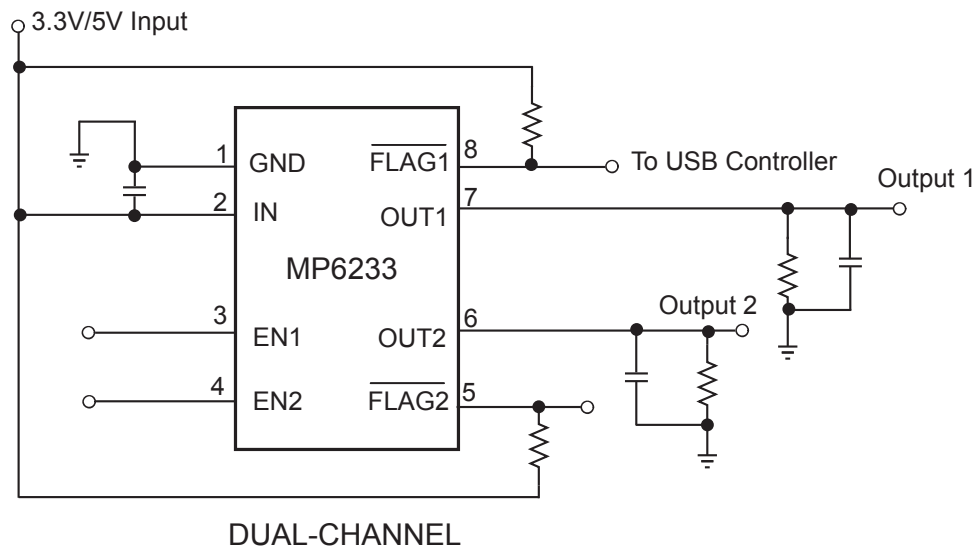 3.3V/5V Input
1
GND
FLAG1
8
To USB Controller
2
IN
OUT1
7
Output 1
MP6233
3
EN1
OUT2
6
Output 2
4
EN2
FLAG2
5
DUAL-CHANNEL